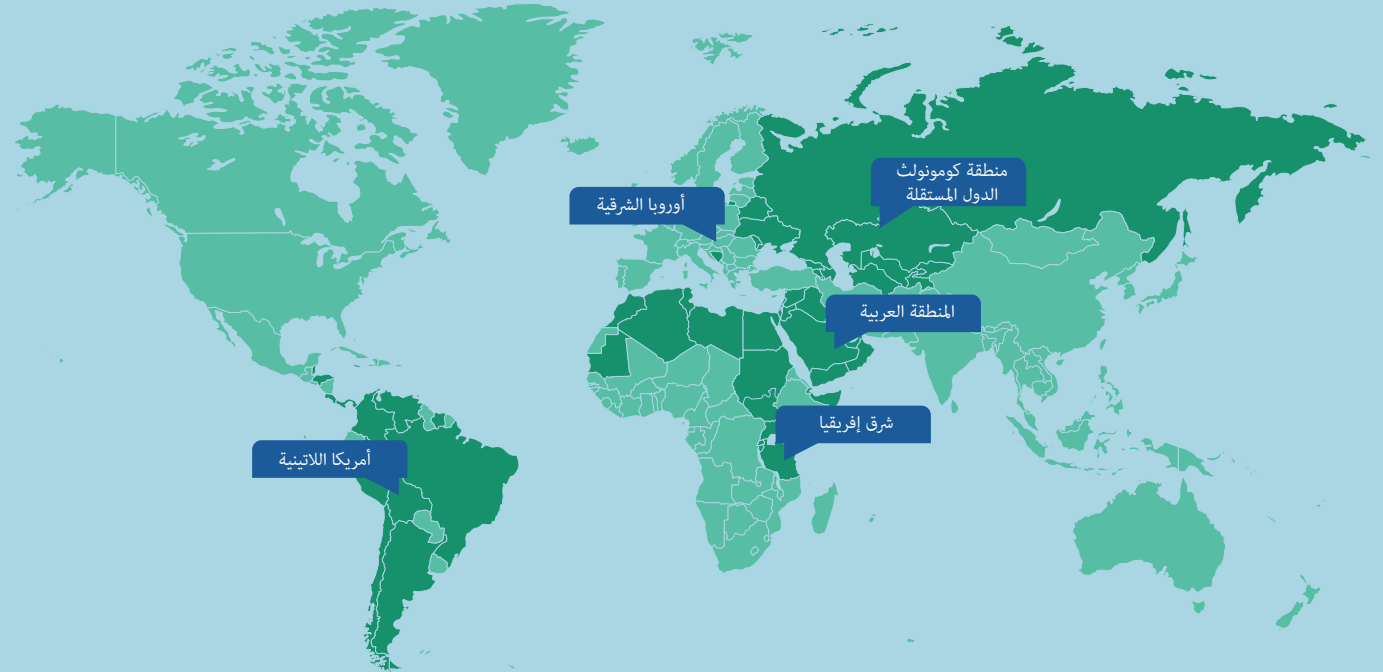 منطقة كومونولث
الدول المستقلة
أوروبا الشرقية
المنطقة العربية
شرق إفريقيا
أمريكا اللاتينية